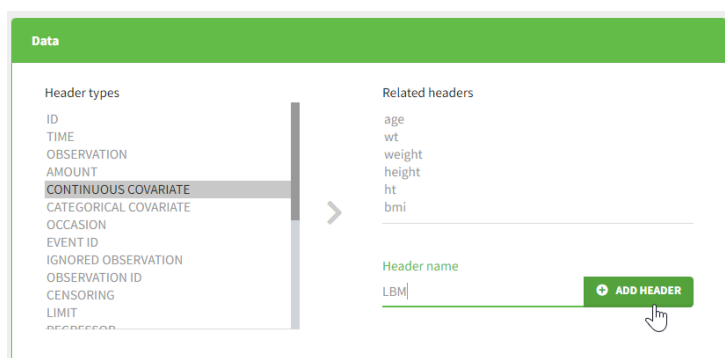 Data
Header types
ID
TIME
OBSERVATION
AMOUNT
CONTINUOUS COVARIATE
CATEGORICAL COVARIATE
OCCASION
EVENT ID
IGNORED OBSERVATION
OBSERVATION ID
CENSORING
LIMIT
REGRESSOR
Related headers
age
wt
weight
height
ht
bmi
Header name
LBM
ADD HEADER